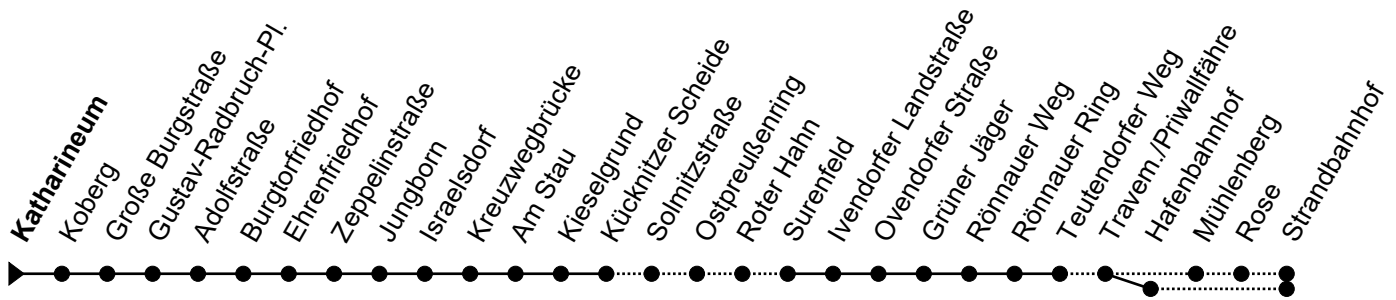 Katharineum
Koberg
Große Burgstraße
Gustav-Radbruch-Pl.
Adolfstraße
Burgtorfriedhof
Ehrenfriedhof
Zeppelinstraße
Jungborn
Israelsdorf
Kreuzwegbrücke
Am Stau
Kieselgrund
Kücknitzer Scheide
Solmitzstraße
Ostpreußenring
Roter Hahn
Surenfeld
Ivendorfer Landstraße
Ovendorfer Straße
Grüner Jäger
Rönnauer Weg
Rönnauer Ring
Teutendorfer Weg
Travem./Priwallfähre
Hafenbahnhof
Mühlenberg
Rose
Strandbahnhof